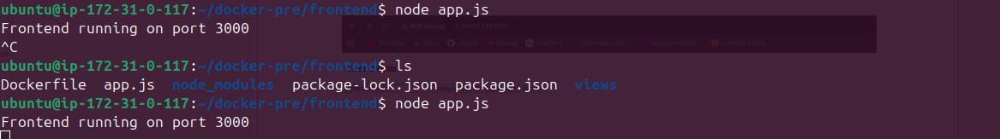 ubuntu@ip-172-31-0-117:~/docker-pre/frontend$ node app.js
Frontend running on port 3000
^C
ubuntu@ip-172-31-0-117:~/docker-pre/frontend$ ls
Dockerfile  app.js  node_modules  package-lock.json  package.json  views
ubuntu@ip-172-31-0-117:~/docker-pre/frontend$ node app.js
Frontend running on port 3000